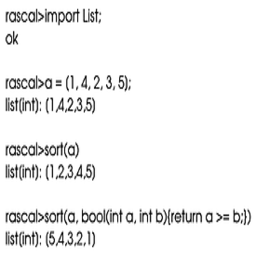 rascal>import List;
ok
rascal>a = (1, 4, 2, 3, 5);
list(int): (1,4,2,3,5)
rascal>sort(a)
list(int): (1,2,3,4,5)
rascal>sort(a, bool(int a, int b){return a >= b;})
list(int): (5,4,3,2,1)